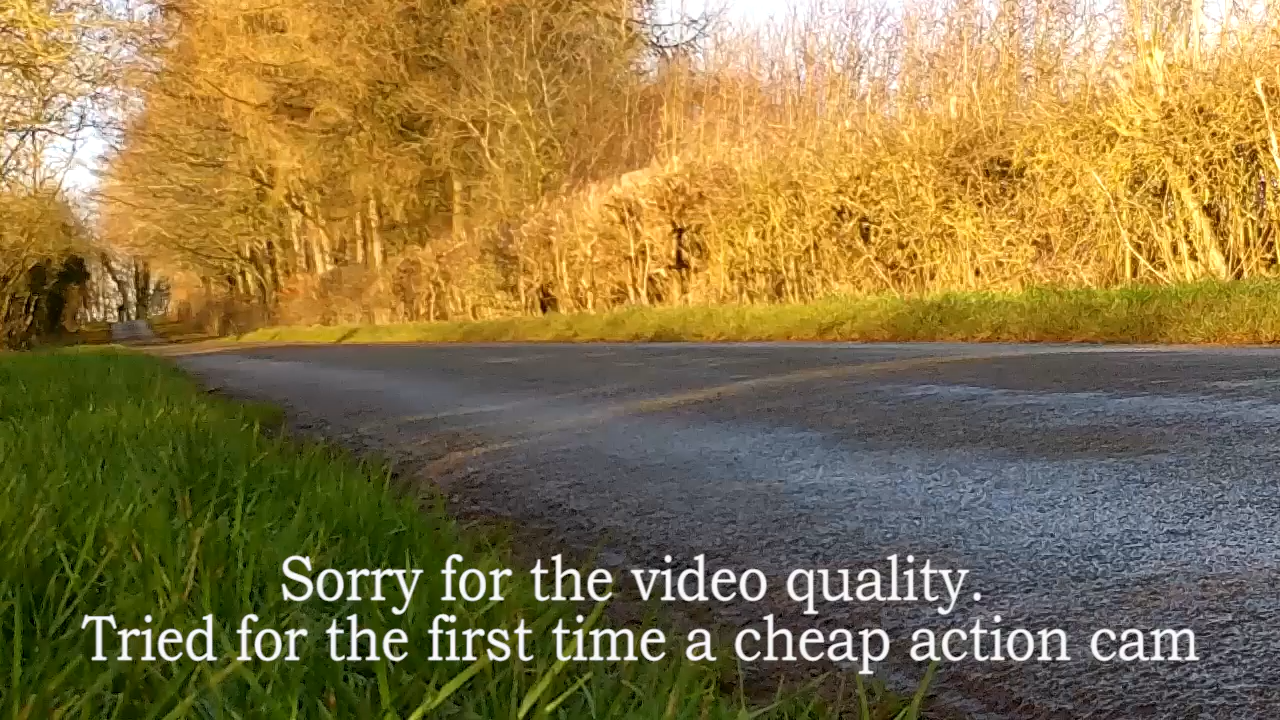 Sorry for the video quality.
Tried for the first time a cheap action cam